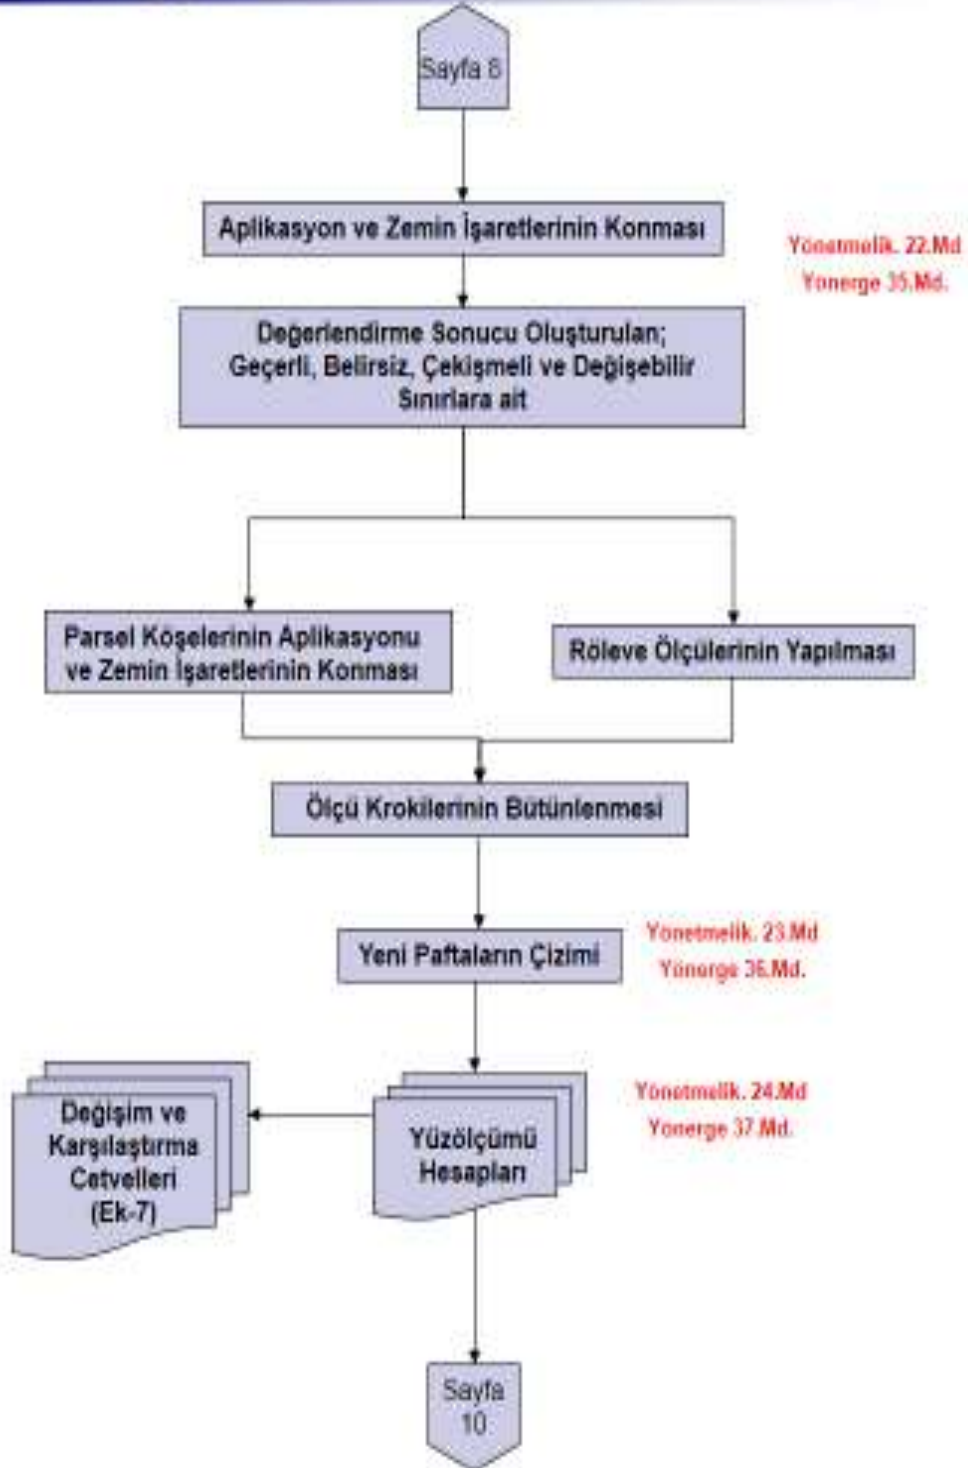 Sayfa 8
Aplikasyon ve Zemin İşaretlerinin Konması
Yönetmelik. 22.Md
Yönerge 35.Md.
Değerlendirme Sonucu Oluşturulan;
Geçerli, Belirsiz, Çekişmeli ve Değişebilir
Sınırlara ait
Parsel Köşelerinin Aplikasyonu
ve Zemin İşaretlerinin Konması
Röleve Ölçülerinin Yapılması
Ölçü Krokilerinin Bütünlenmesi
Yeni Paftaların Çizimi
Yönetmelik. 23.Md
Yönerge 36.Md.
Değişim ve
Karşılaştırma
Cetvelleri
(Ek-7)
Yüzölçümü
Hesapları
Yönetmelik. 24.Md
Yönerge 37.Md.
Sayfa
10